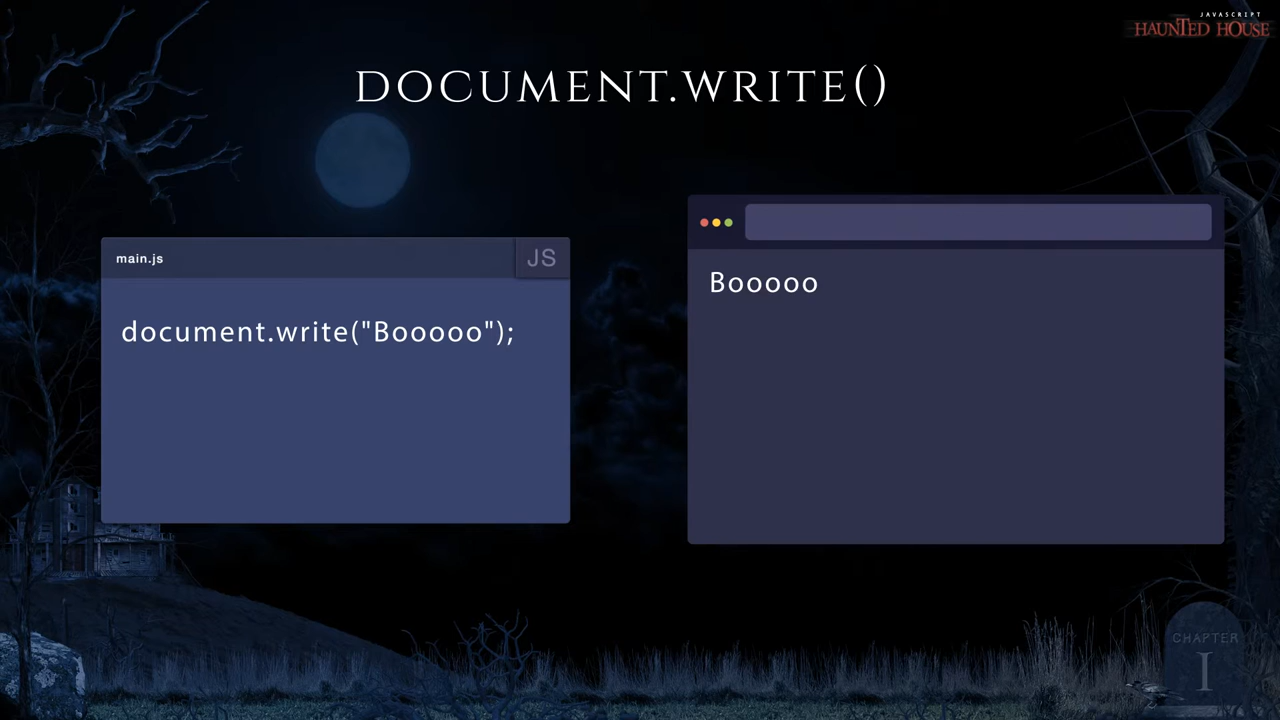 JAVASCRIPT
HAUNTED HOUSE
DOCUMENT.WRITE()
main.js
JS
document.write("Booooo");
Booooo
CHAPTER
I